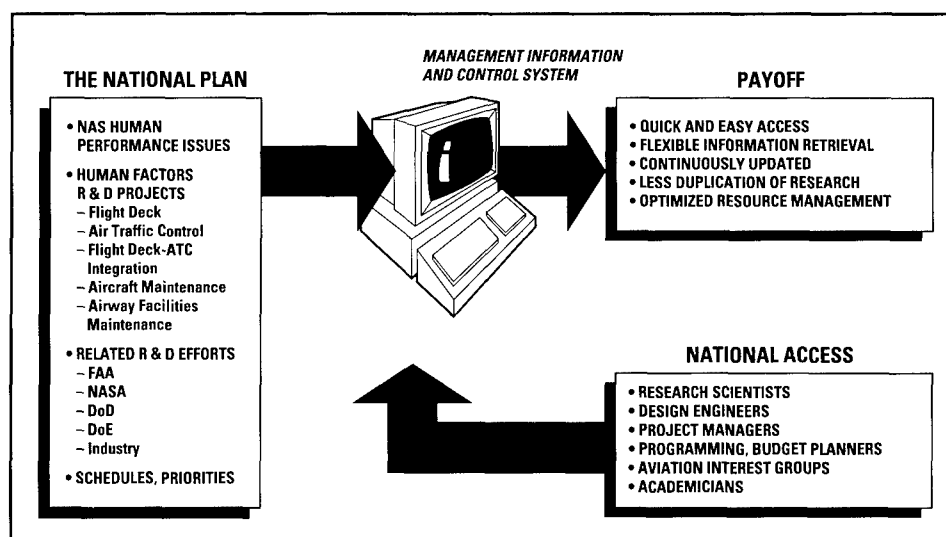 MANAGEMENT INFORMATION
AND CONTROL SYSTEM
THE NATIONAL PLAN
• NAS HUMAN
PERFORMANCE ISSUES
• HUMAN FACTORS
R & D PROJECTS
– Flight Deck
– Air Traffic Control
– Flight Deck-ATC
Integration
– Aircraft Maintenance
– Airway Facilities
Maintenance
• RELATED R & D EFFORTS
– FAA
– NASA
– DoD
– DoE
– Industry
• SCHEDULES, PRIORITIES
PAYOFF
• QUICK AND EASY ACCESS
• FLEXIBLE INFORMATION RETRIEVAL
• CONTINUOUSLY UPDATED
• LESS DUPLICATION OF RESEARCH
• OPTIMIZED RESOURCE MANAGEMENT
NATIONAL ACCESS
• RESEARCH SCIENTISTS
• DESIGN ENGINEERS
• PROJECT MANAGERS
• PROGRAMMING, BUDGET PLANNERS
• AVIATION INTEREST GROUPS
• ACADEMICIANS